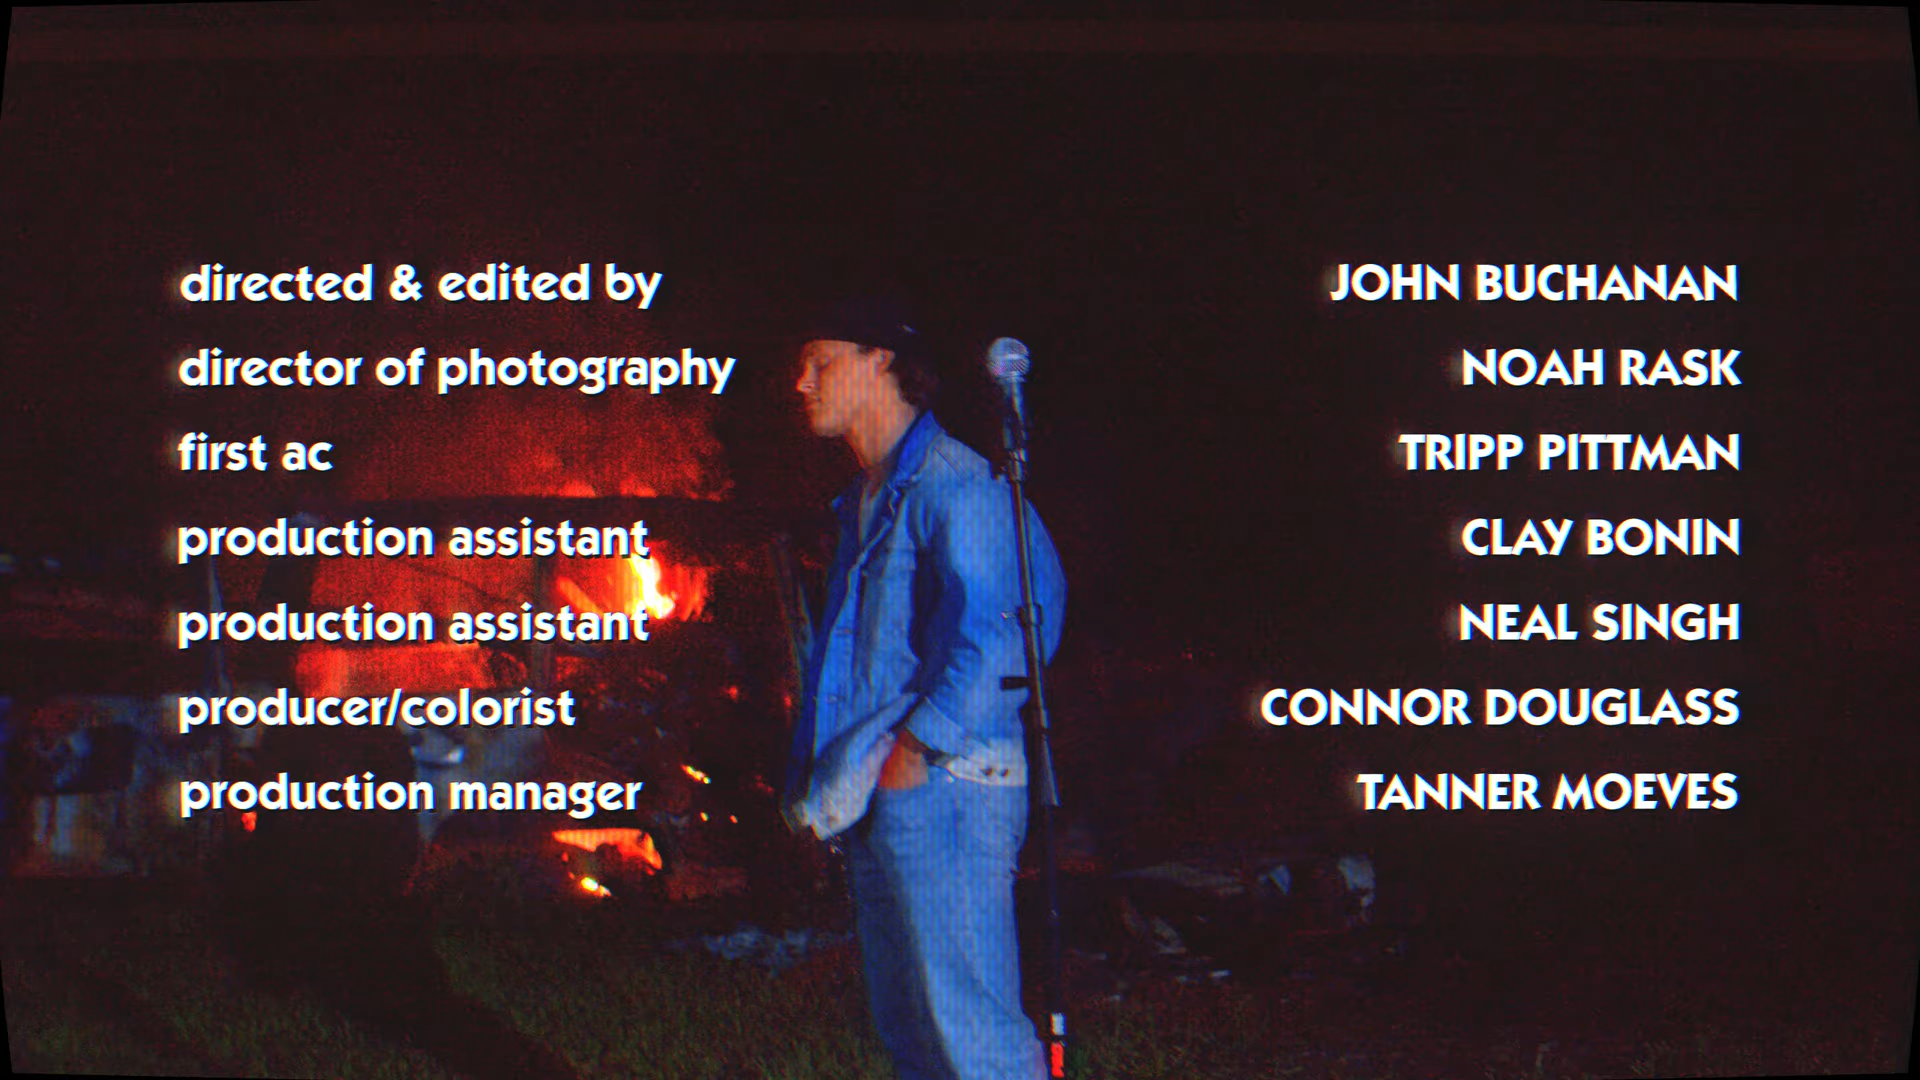 directed & edited by JOHN BUCHANAN
director of photography NOAH RASK
first ac TRIPP PITTMAN
production assistant CLAY BONIN
production assistant NEAL SINGH
producer/colorist CONNOR DOUGLASS
production manager TANNER MOEVES